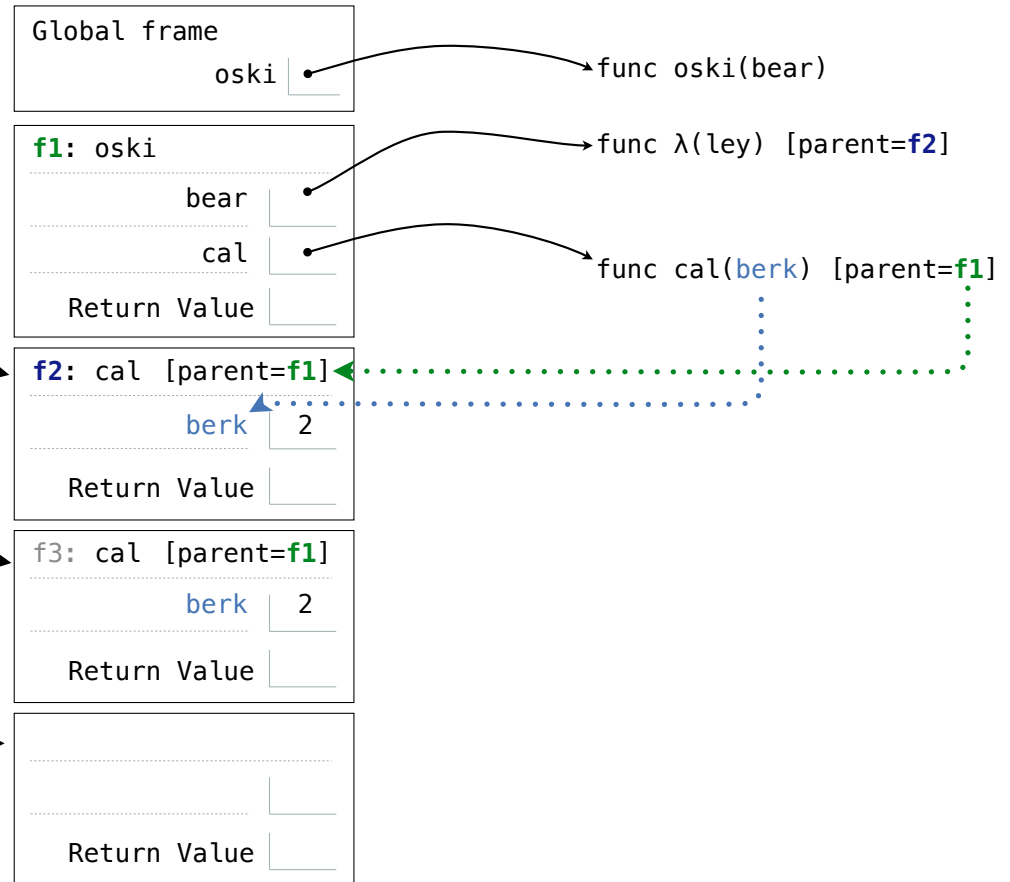 Global frame
oski
func oski(bear)
f1: oski
func λ(ley) [parent=f2]
bear
cal
func cal(berk) [parent=f1]
Return Value
f2: cal [parent=f1]
berk 2
Return Value
f3: cal [parent=f1]
berk 2
Return Value
Return Value